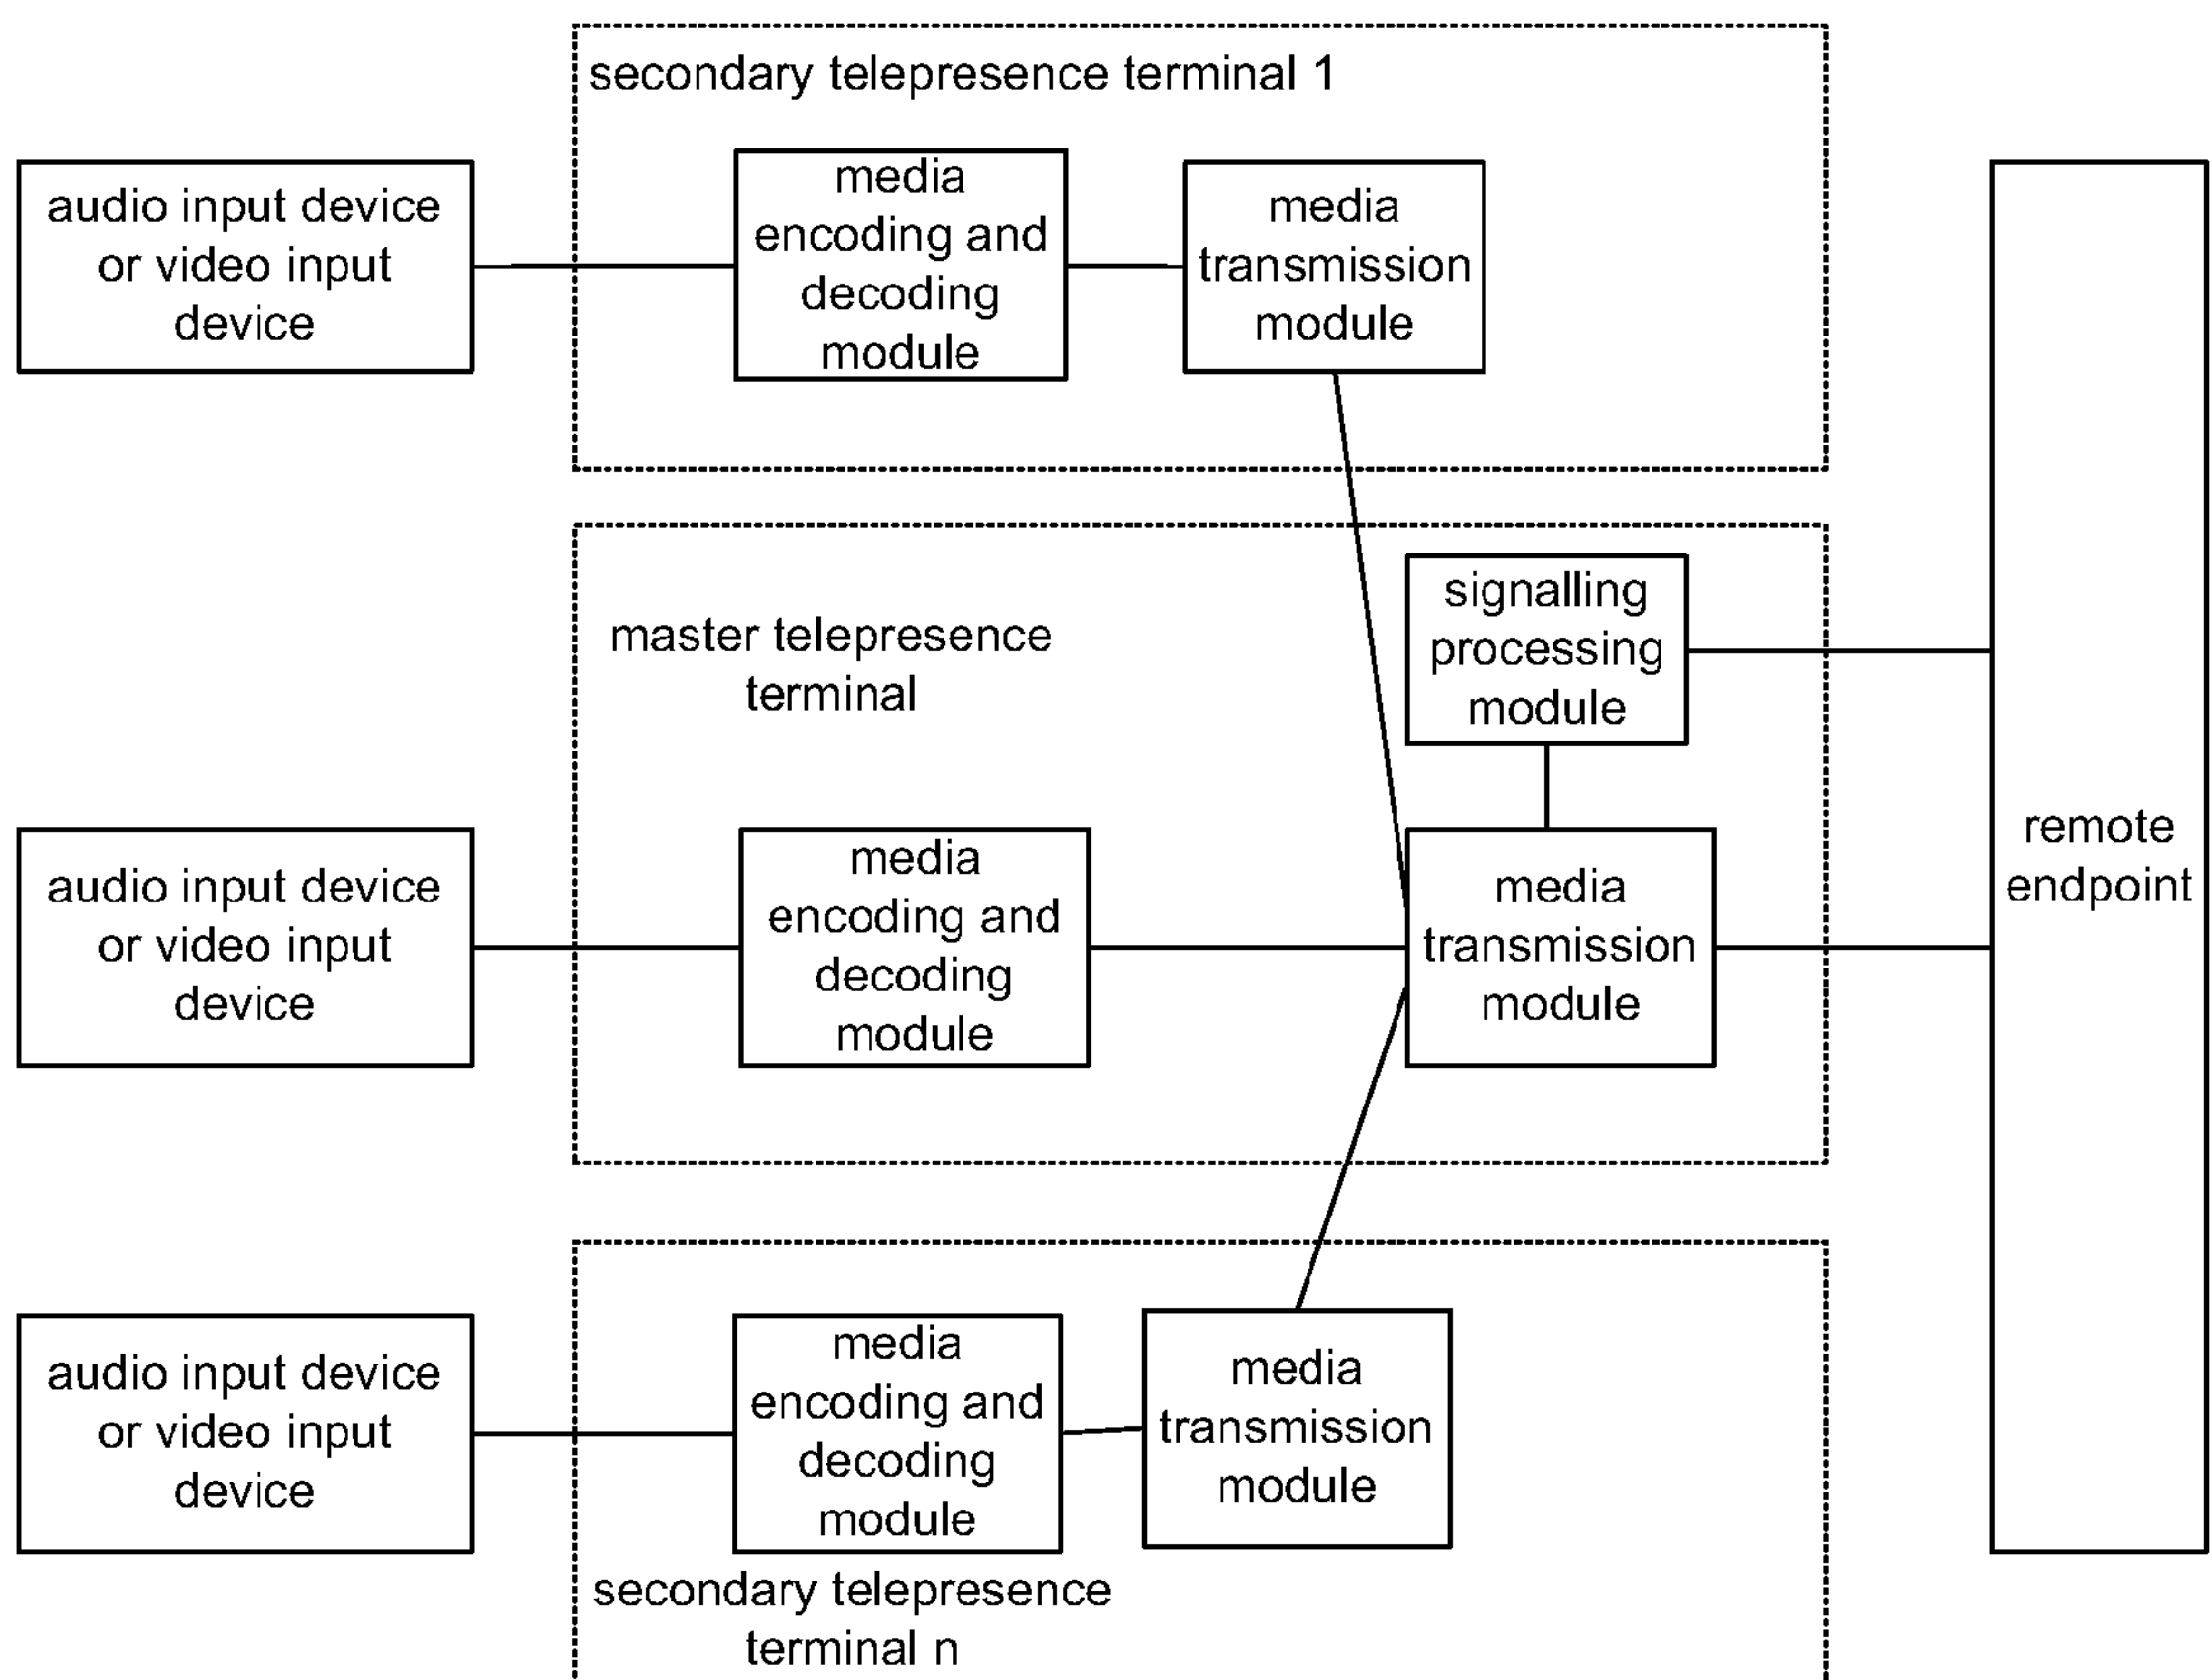 secondary telepresence terminal 1
audio input device
or video input
device
media
encoding and
decoding
module
media
transmission
module
master telepresence
terminal
signalling
processing
module
audio input device
or video input
device
media
encoding and
decoding
module
media
transmission
module
remote
endpoint
audio input device
or video input
device
media
encoding and
decoding
module
media
transmission
module
secondary telepresence
terminal n